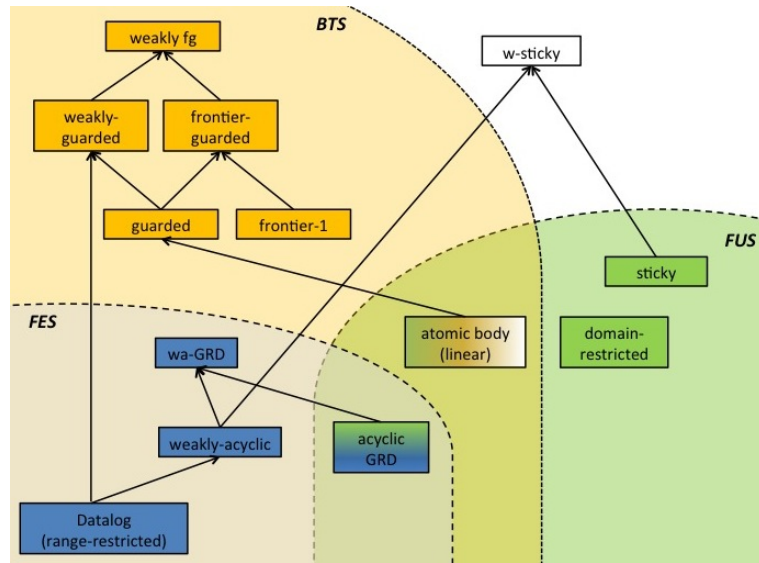 BTS
weakly fg
w-sticky
weakly-
guarded
frontier-
guarded
guarded
frontier-1
FUS
sticky
FES
atomic body
(linear)
domain-
restricted
wa-GRD
weakly-acyclic
acyclic
GRD
Datalog
(range-restricted)